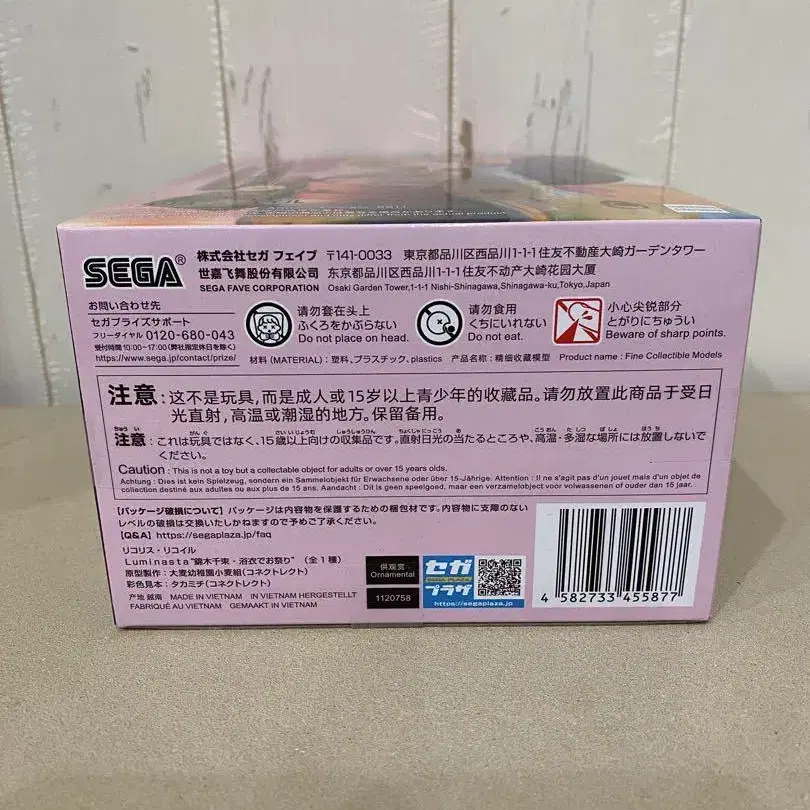 SEGA®
株式会社セガ フェイブ 〒141-0033 東京都品川区西品川1-1-1 住友不動産大崎ガーデンタワー
世嘉飞舞股份有限公司 东京都品川区西品川1-1-1 住友不动产大崎花园大厦
SEGA FAVE CORPORATION Osaki Garden Tower,1-1-1 Nishi-Shinagawa,Shinagawa-ku,Tokyo,Japan
お問い合わせ先
セガプライズサポート
フリーダイヤル 0120-680-043
受付時間 10:00~17:00(弊社指定休日を除く)
https://www.sega.jp/contact/prize/
请勿套在头上
ふくろをかぶらない
Do not place on head.
请勿食用
くちにいれない
Do not eat.
小心尖锐部分
とがりにちゅうい
Beware of sharp points.
材料 (MATERIAL) : 塑料、プラスチック、plastics 产品名称 : 精细收藏模型 Product name : Fine Collectible Models
注意 : 这不是玩具,而是成人或15岁以上青少年的收藏品。请勿放置此商品于受日
光直射,高温或潮湿的地方。保留备用。
注意 : これは玩具ではなく、15歳以上向けの収集品です。直射日光の当たるところや、高温・多湿な場所には放置しないで
ください。
Caution : This is not a toy but a collectable object for adults or over 15 years old.
Achtung : Dies ist kein Spielzeug, sondern ein Sammelobjekt für Erwachsene oder über 15-Jährige. Attention : Il ne s'agit pas d'un jouet mais d'un objet de
collection destiné aux adultes ou aux plus de 15 ans. Aandacht : Dit is geen speelgoed, maar een verzamelobject voor volwassenen of ouder dan 15 jaar.
【パッケージ破損について】パッケージは内容物を保護するための梱包材です。内容物に支障のない
レベルの破損は交換いたしかねますので予めご了承ください。
【Q&A】https://segaplaza.jp/faq
リコリス・リコイル
Luminasta“錦木千束・浴衣でお祭り” (全1種)
原型製作 : 大麦幼稚園小麦組(コネクトレクト)
彩色見本 : タカミチ(コネクトレクト)
产地 越南 MADE IN VIETNAM IN VIETNAM HERGESTELLT
FABRIQUÉ AU VIETNAM GEMAAKT IN VIETNAM
供观赏
Ornamental
1120758
セガ
SEGA PLAZA
プラザ
https://segaplaza.jp
4 582733 455877